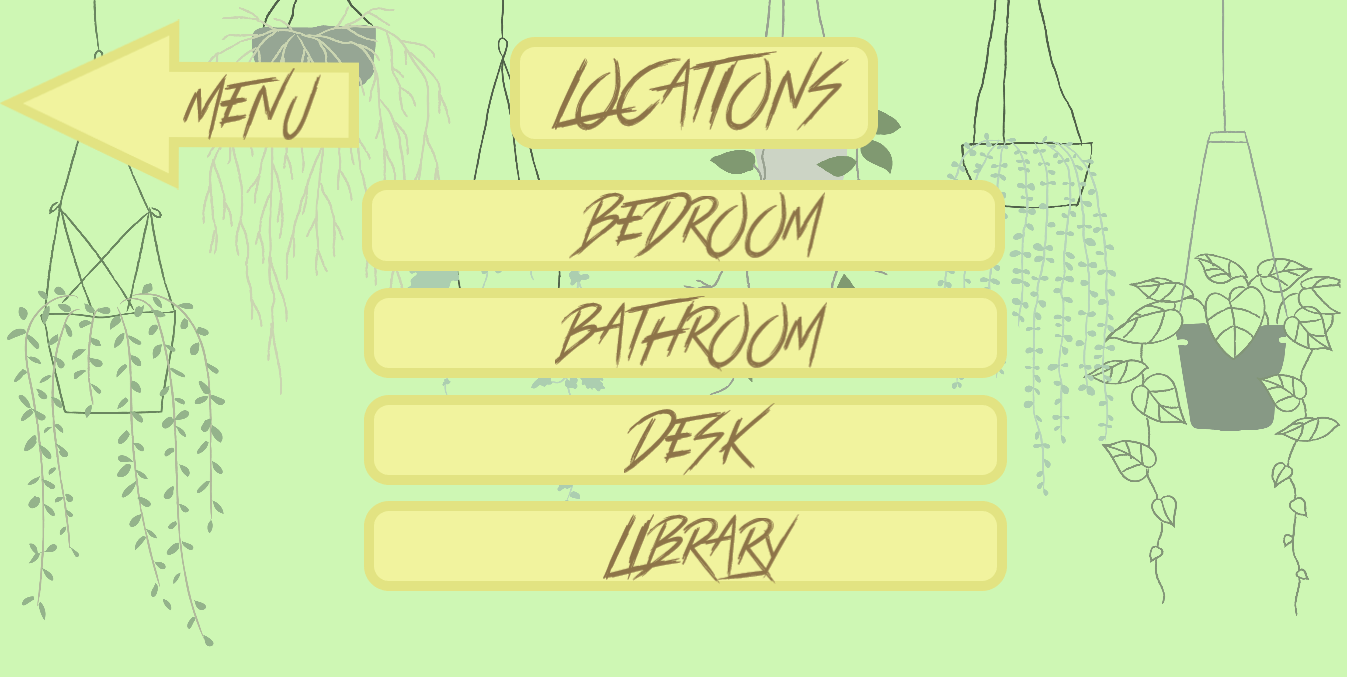 MENU
LOCATIONS
BEDROOM
BATHROOM
DESK
LIBRARY